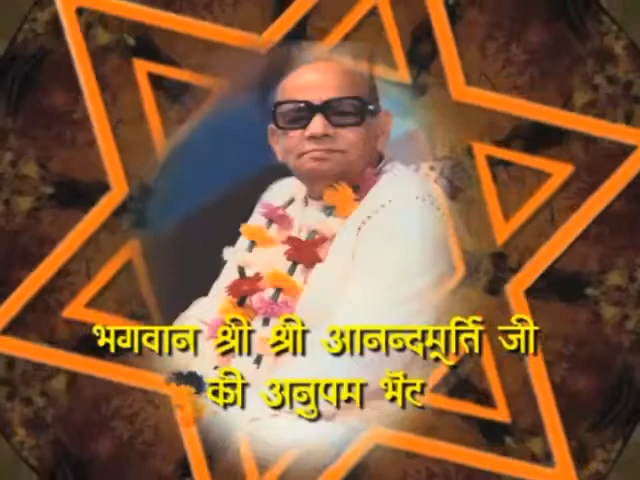 भगवान श्री श्री आनन्दमूर्ति जी
की अनुपम भेंट